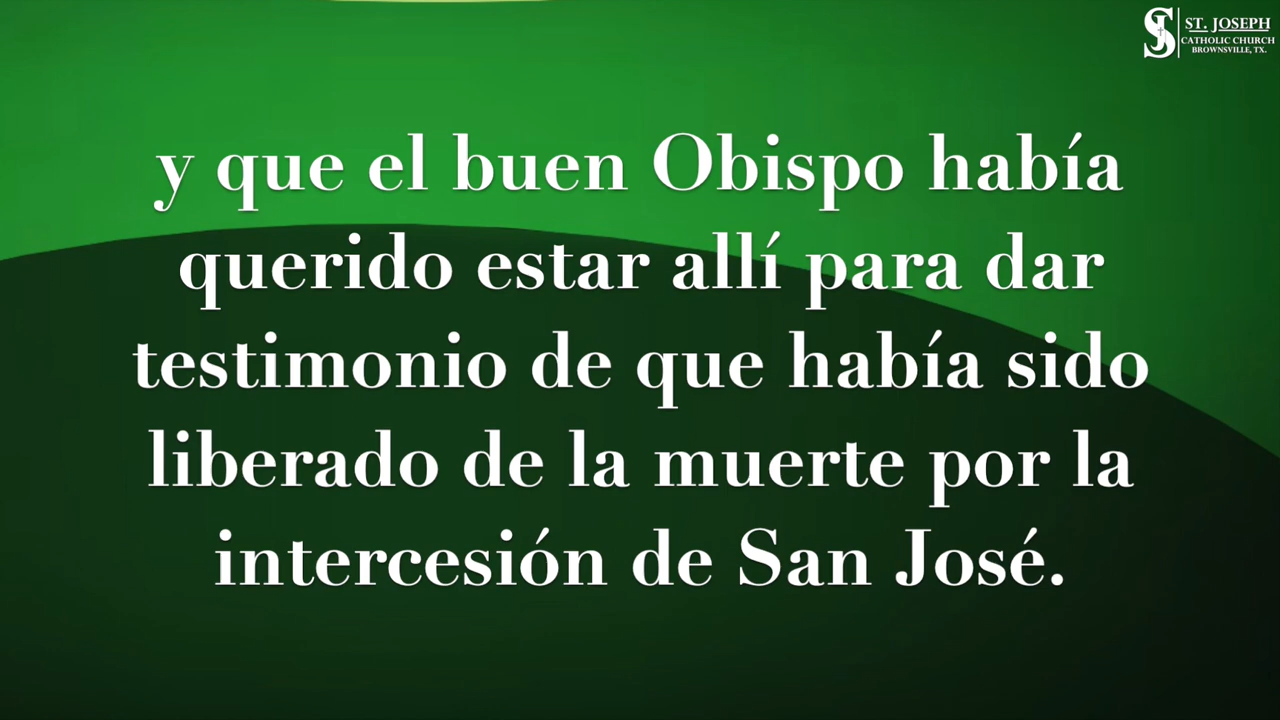 ST. JOSEPH
CATHOLIC CHURCH
BROWNSVILLE, TX.
y que el buen Obispo había
querido estar allí para dar
testimonio de que había sido
liberado de la muerte por la
intercesión de San José.